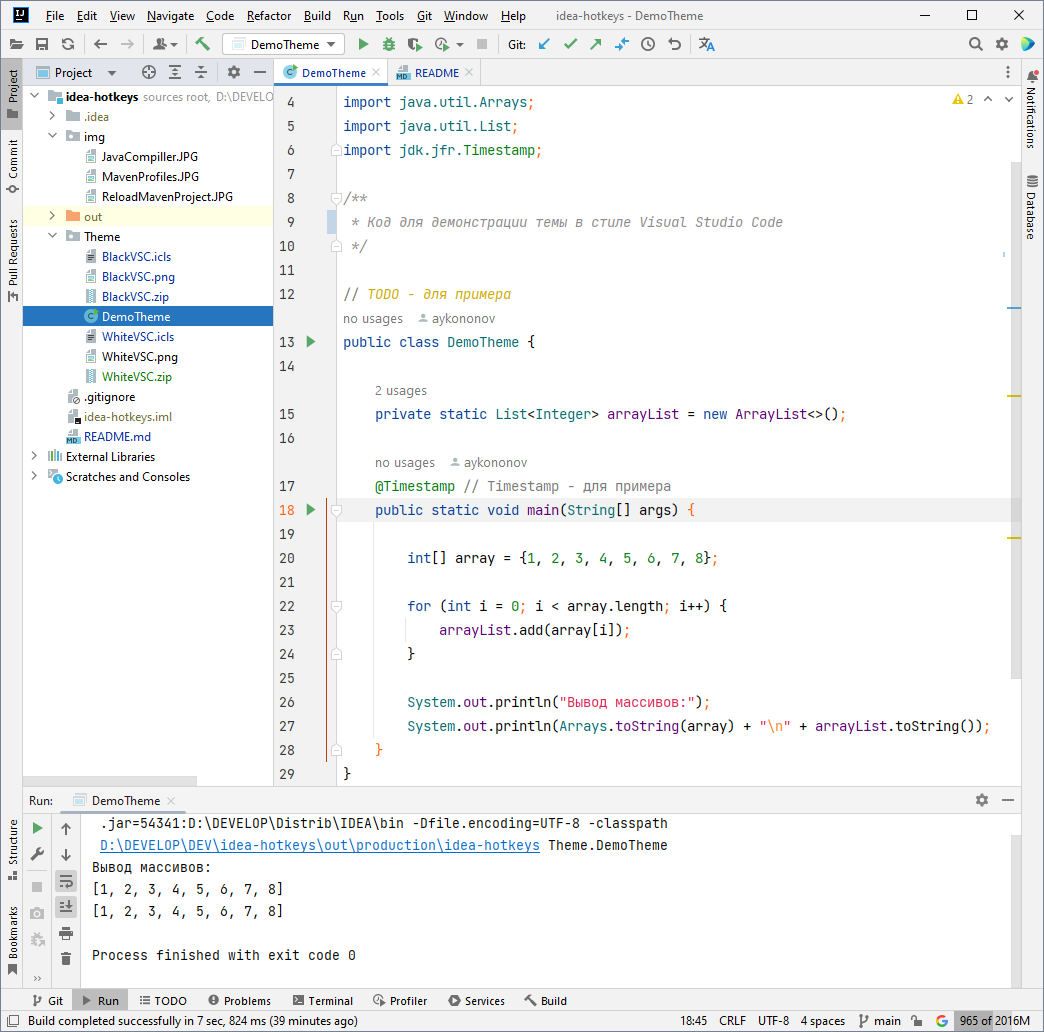 File Edit View Navigate Code Refactor Build Run Tools Git Window Help idea-hotkeys - DemoTheme
DemoTheme Git:
Project
DemoTheme
README
Project
Commit
Pull Requests
Structure
Bookmarks
Notifications
Database
idea-hotkeys sources root, D:\DEVELO
.idea
img
JavaCompiller.JPG
MavenProfiles.JPG
ReloadMavenProject.JPG
out
Theme
BlackVSC.icls
BlackVSC.png
BlackVSC.zip
DemoTheme
WhiteVSC.icls
WhiteVSC.png
WhiteVSC.zip
.gitignore
idea-hotkeys.iml
README.md
External Libraries
Scratches and Consoles
2
4 import java.util.Arrays;
5 import java.util.List;
6 import jdk.jfr.Timestamp;
7
8 /**
9 * Код для демонстрации темы в стиле Visual Studio Code
10 */
11
12 // TODO - для примера
no usages aykononov
13 public class DemoTheme {
14
2 usages
15 private static List<Integer> arrayList = new ArrayList<>();
16
no usages aykononov
17 @Timestamp // Timestamp - для примера
18 public static void main(String[] args) {
19
20 int[] array = {1, 2, 3, 4, 5, 6, 7, 8};
21
22 for (int i = 0; i < array.length; i++) {
23 arrayList.add(array[i]);
24 }
25
26 System.out.println("Вывод массивов:");
27 System.out.println(Arrays.toString(array) + "\n" + arrayList.toString());
28 }
29 }
Run: DemoTheme
.jar=54341:D:\DEVELOP\Distrib\IDEA\bin -Dfile.encoding=UTF-8 -classpath
D:\DEVELOP\DEV\idea-hotkeys\out\production\idea-hotkeys Theme.DemoTheme
Вывод массивов:
[1, 2, 3, 4, 5, 6, 7, 8]
[1, 2, 3, 4, 5, 6, 7, 8]
Process finished with exit code 0
Git Run TODO Problems Terminal Profiler Services Build
Build completed successfully in 7 sec, 824 ms (39 minutes ago) 18:45 CRLF UTF-8 4 spaces main 965 of 2016M